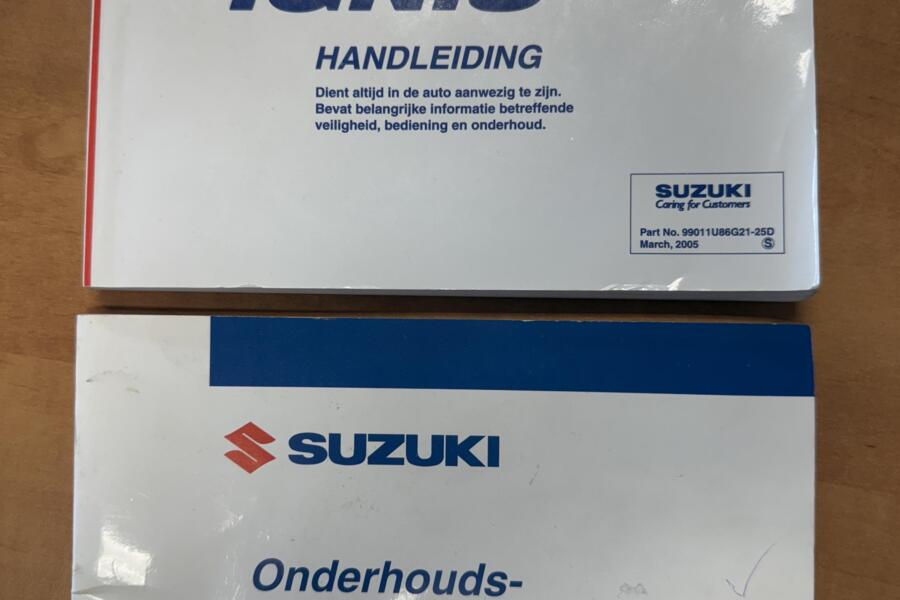 IGNIS
HANDLEIDING
Dient altijd in de auto aanwezig te zijn.
Bevat belangrijke informatie betreffende
veiligheid, bediening en onderhoud.
SUZUKI
Caring for Customers
Part No. 99011U86G21-25D
March, 2005 S
SUZUKI
Onderhouds-